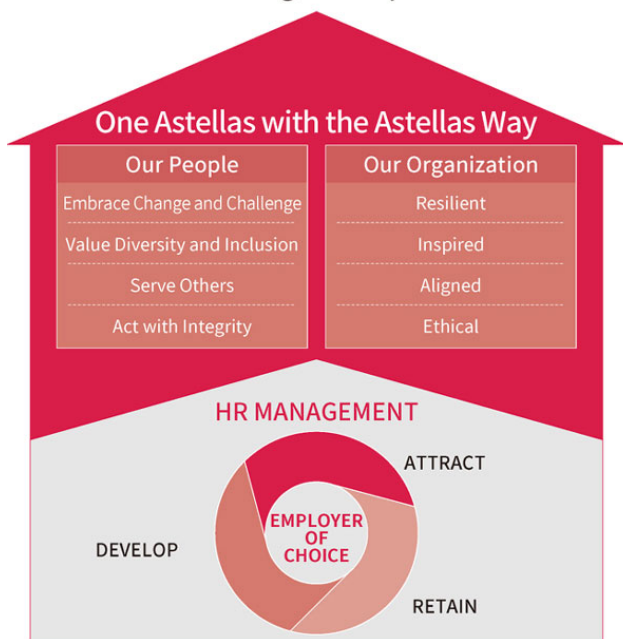 One Astellas with the Astellas Way
Our People
Embrace Change and Challenge
Value Diversity and Inclusion
Serve Others
Act with Integrity
Our Organization
Resilient
Inspired
Aligned
Ethical
HR MANAGEMENT
ATTRACT
EMPLOYER
OF
CHOICE
DEVELOP
RETAIN